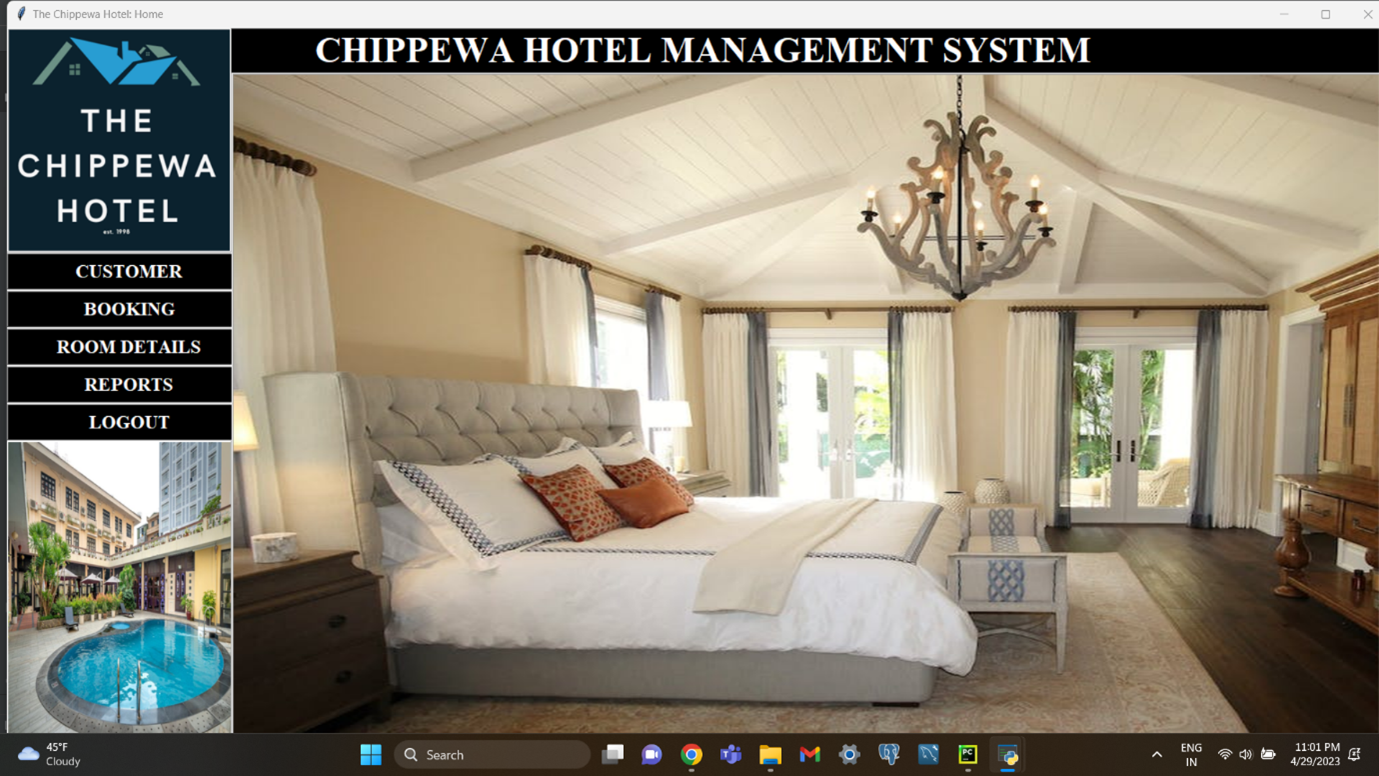 The Chippewa Hotel: Home
CHIPPEWA HOTEL MANAGEMENT SYSTEM
THE
CHIPPEWA
HOTEL
est. 1998
CUSTOMER
BOOKING
ROOM DETAILS
REPORTS
LOGOUT
45°F
Cloudy
Search
PC
ENG
IN
11:01 PM
4/29/2023